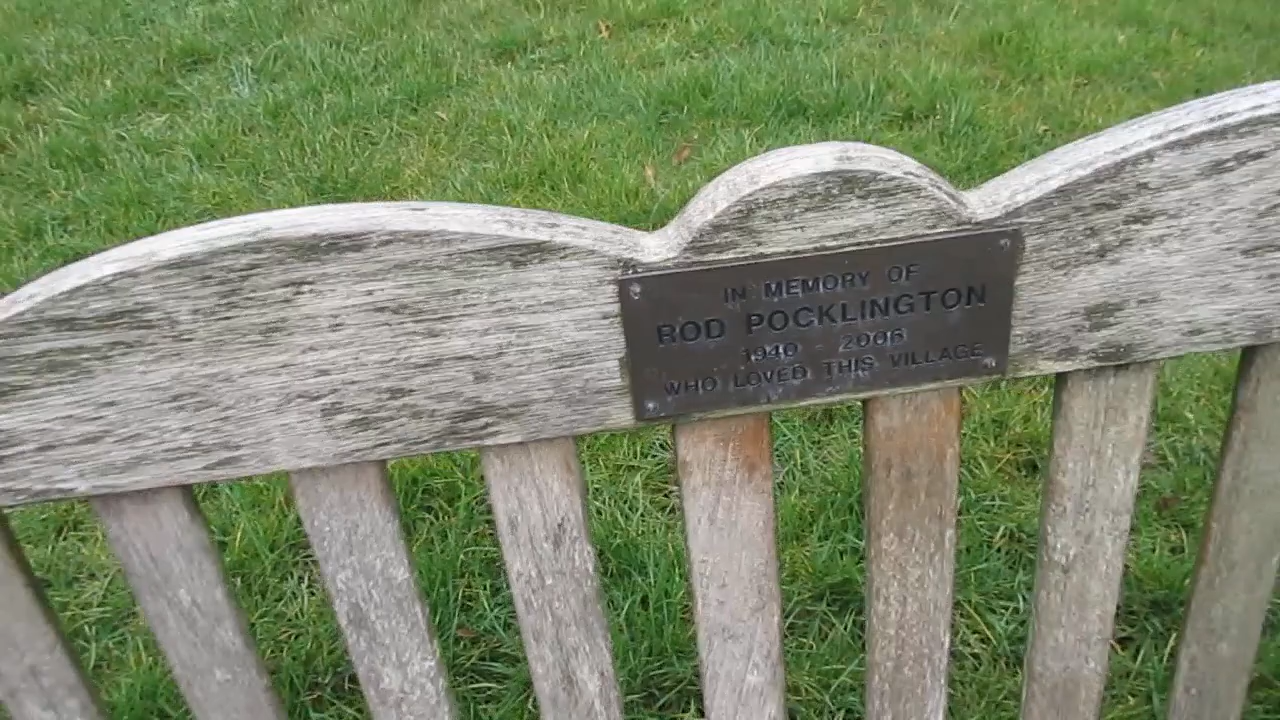 IN MEMORY OF
ROD POCKLINGTON
1940 - 2006
WHO LOVED THIS VILLAGE